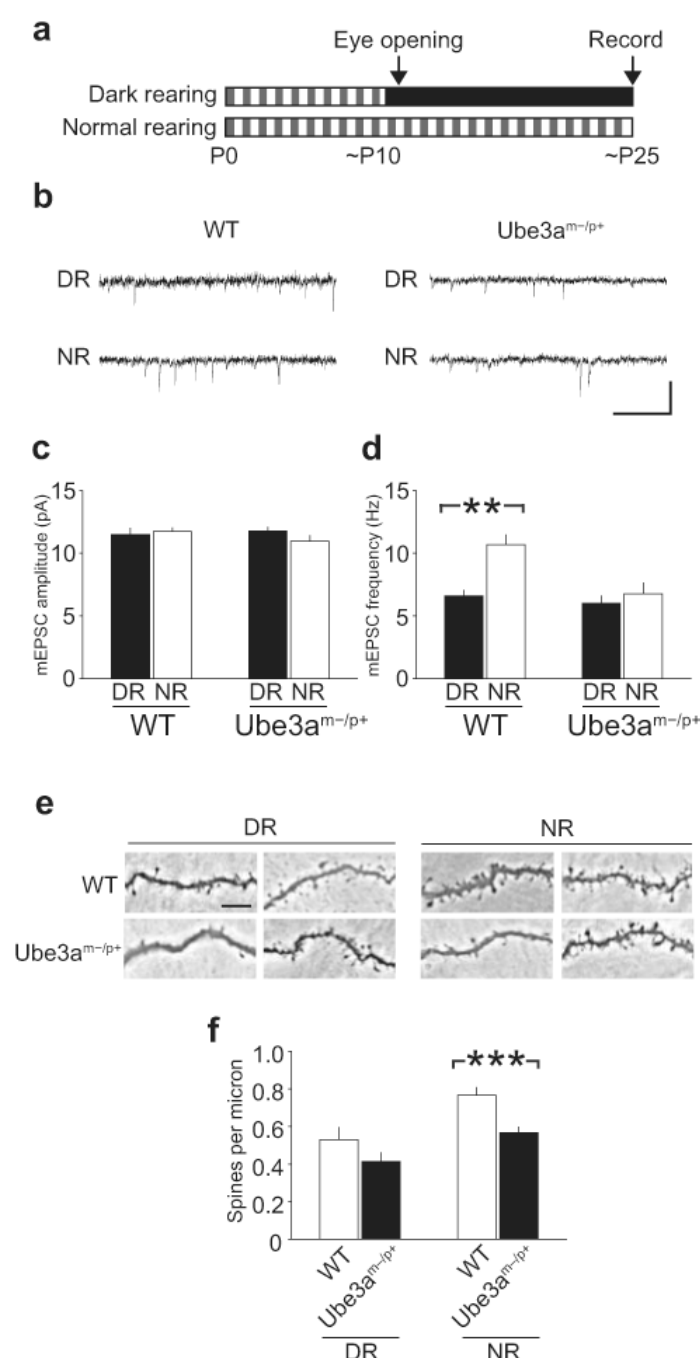 a
Eye opening Record
Dark rearing
Normal rearing
P0 ~P10 ~P25
b
WT Ube3a^m−/p+
DR DR
NR NR
c
mEPSC amplitude (pA)
15
10
5
0
DR NR DR NR
WT Ube3a^m−/p+
d
mEPSC frequency (Hz)
15
10
5
0
**
DR NR DR NR
WT Ube3a^m−/p+
e
DR NR
WT
Ube3a^m−/p+
f
Spines per micron
1.0
0.8
0.6
0.4
0.2
0
***
WT Ube3a^m−/p+ WT Ube3a^m−/p+
DR NR